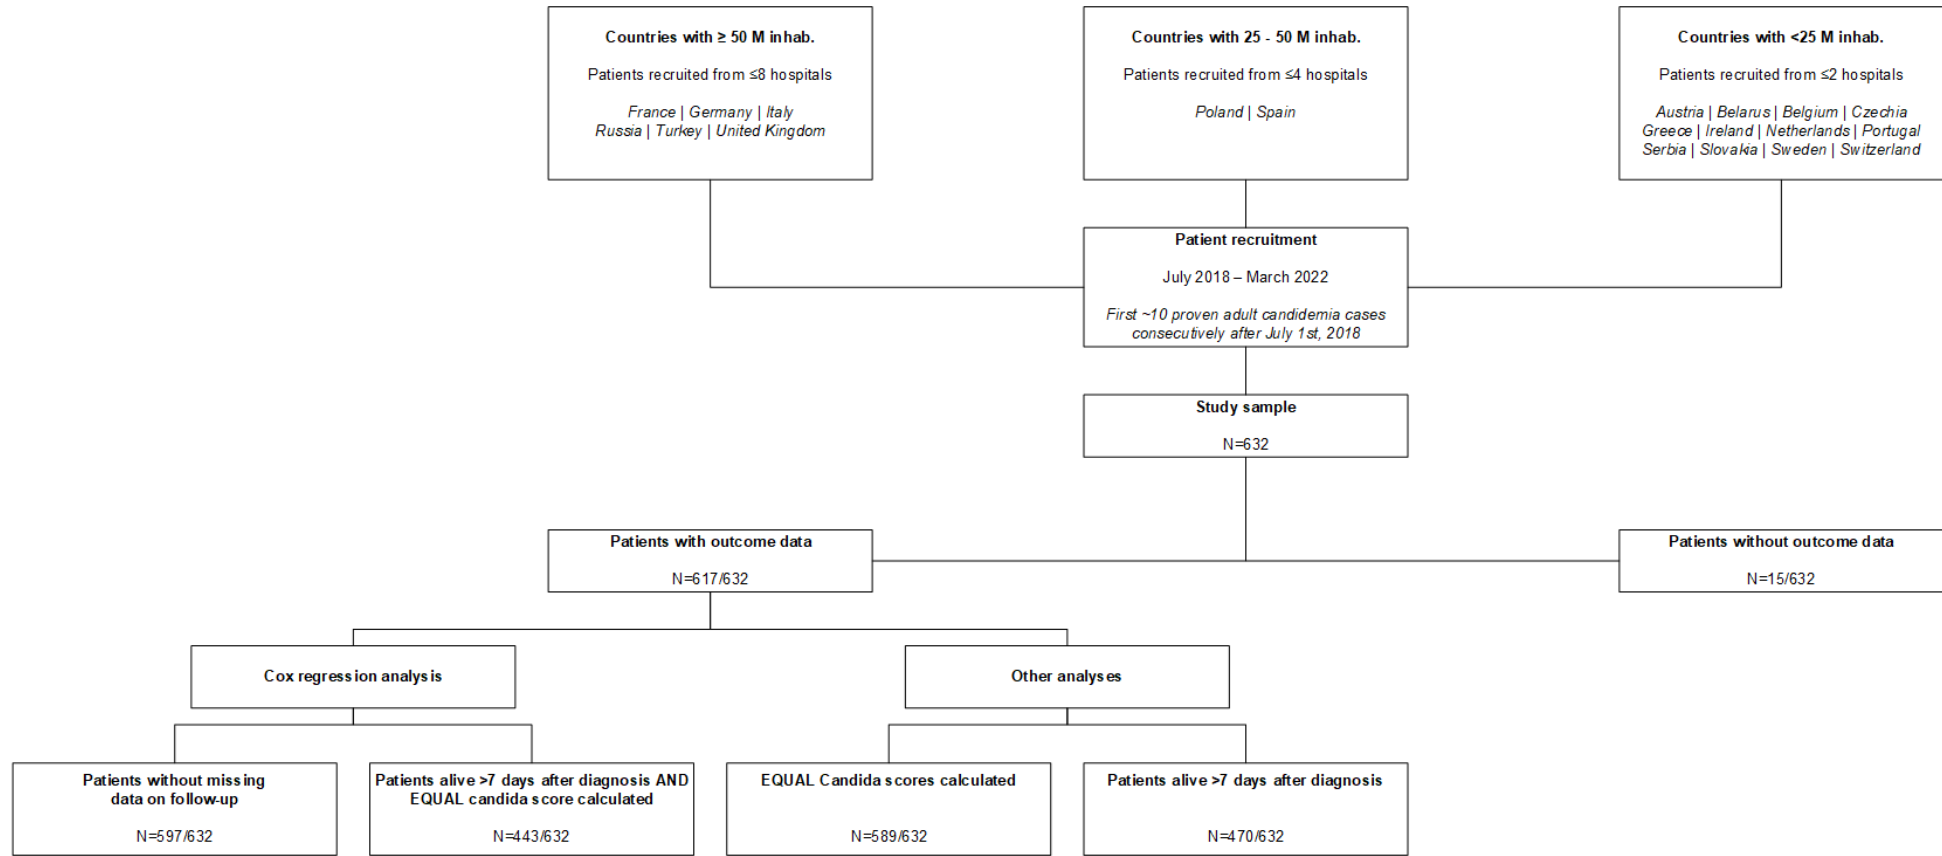 Countries with ≥ 50 M inhab.
Patients recruited from ≤8 hospitals
France | Germany | Italy
Russia | Turkey | United Kingdom
Countries with 25 - 50 M inhab.
Patients recruited from ≤4 hospitals
Poland | Spain
Countries with <25 M inhab.
Patients recruited from ≤2 hospitals
Austria | Belarus | Belgium | Czechia
Greece | Ireland | Netherlands | Portugal
Serbia | Slovakia | Sweden | Switzerland
Patient recruitment
July 2018 – March 2022
First ~10 proven adult candidemia cases
consecutively after July 1st, 2018
Study sample
N=632
Patients with outcome data
N=617/632
Patients without outcome data
N=15/632
Cox regression analysis
Other analyses
Patients without missing
data on follow-up
N=597/632
Patients alive >7 days after diagnosis AND
EQUAL candida score calculated
N=443/632
EQUAL Candida scores calculated
N=589/632
Patients alive >7 days after diagnosis
N=470/632